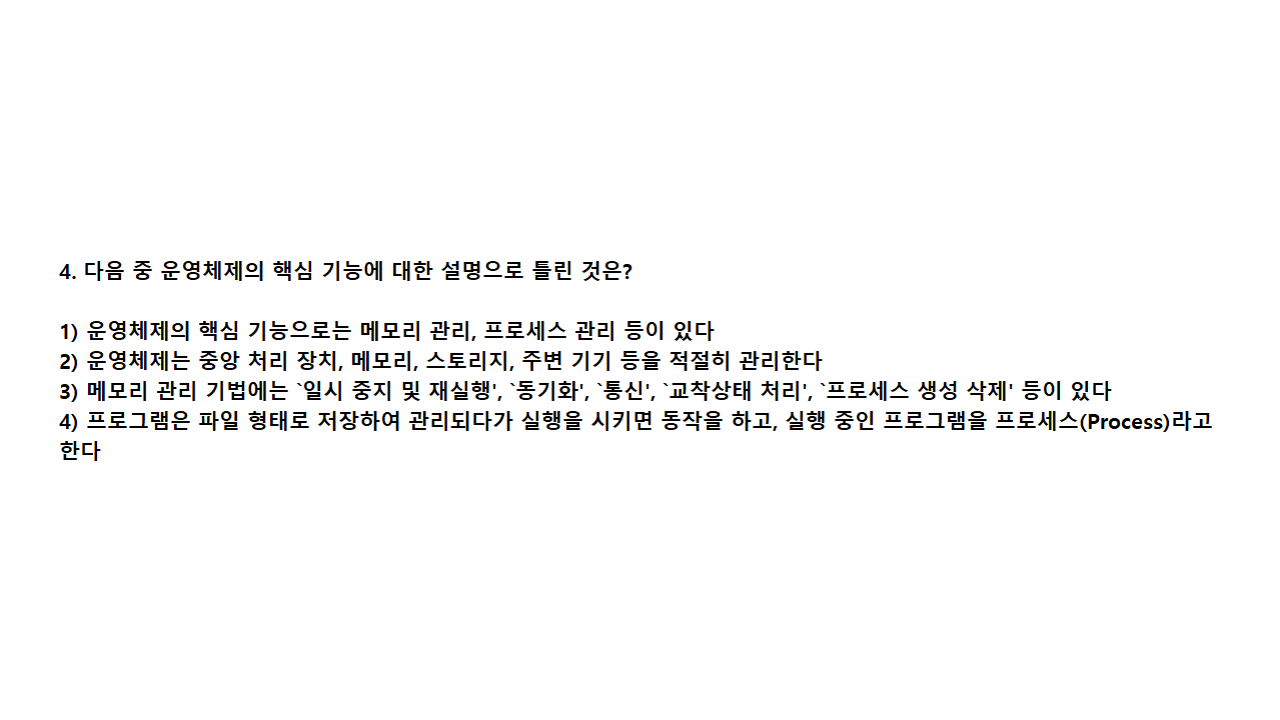 4. 다음 중 운영체제의 핵심 기능에 대한 설명으로 틀린 것은?
1) 운영체제의 핵심 기능으로는 메모리 관리, 프로세스 관리 등이 있다
2) 운영체제는 중앙 처리 장치, 메모리, 스토리지, 주변 기기 등을 적절히 관리한다
3) 메모리 관리 기법에는 `일시 중지 및 재실행', `동기화', `통신', `교착상태 처리', `프로세스 생성 삭제' 등이 있다
4) 프로그램은 파일 형태로 저장하여 관리되다가 실행을 시키면 동작을 하고, 실행 중인 프로그램을 프로세스(Process)라고
한다